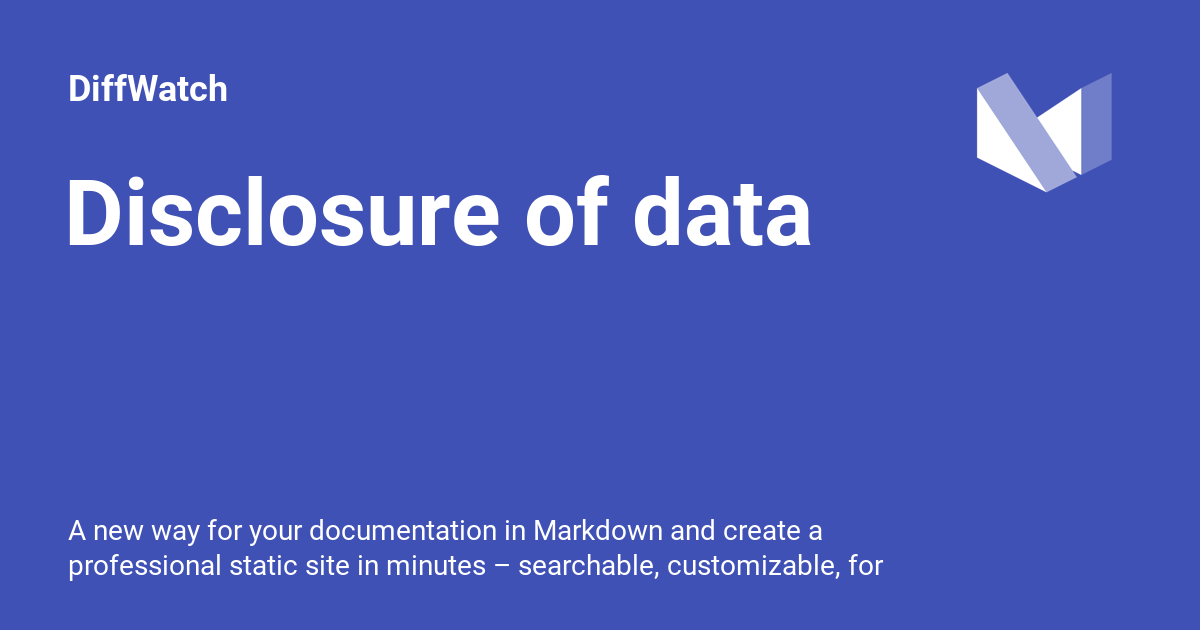 DiffWatch
Disclosure of data
A new way for your documentation in Markdown and create a
professional static site in minutes – searchable, customizable, for